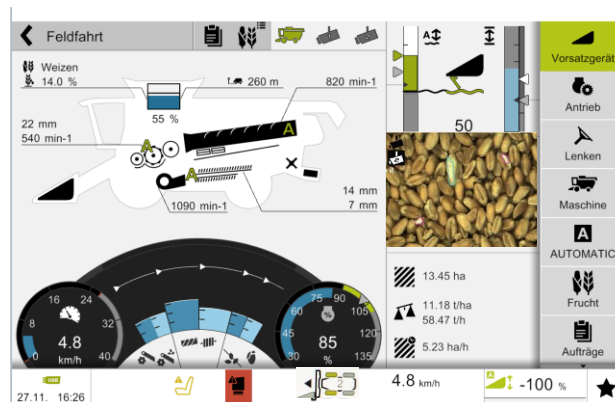 Feldfahrt
Weizen
14.0 %
260 m
820 min-1
55 %
22 mm
540 min-1
A
A
A
1090 min-1
14 mm
7 mm
A
50
Vorsatzgerät
Antrieb
Lenken
Maschine
A
AUTOMATIC
Frucht
Aufträge
0
8
16
24
32
40
4.8
km/h
30
45
60
75
90
105
120
135
%
85
%
13.45 ha
11.18 t/ha
58.47 t/h
5.23 ha/h
USB
27.11. 16:26
2
4.8 km/h
A
-100 %